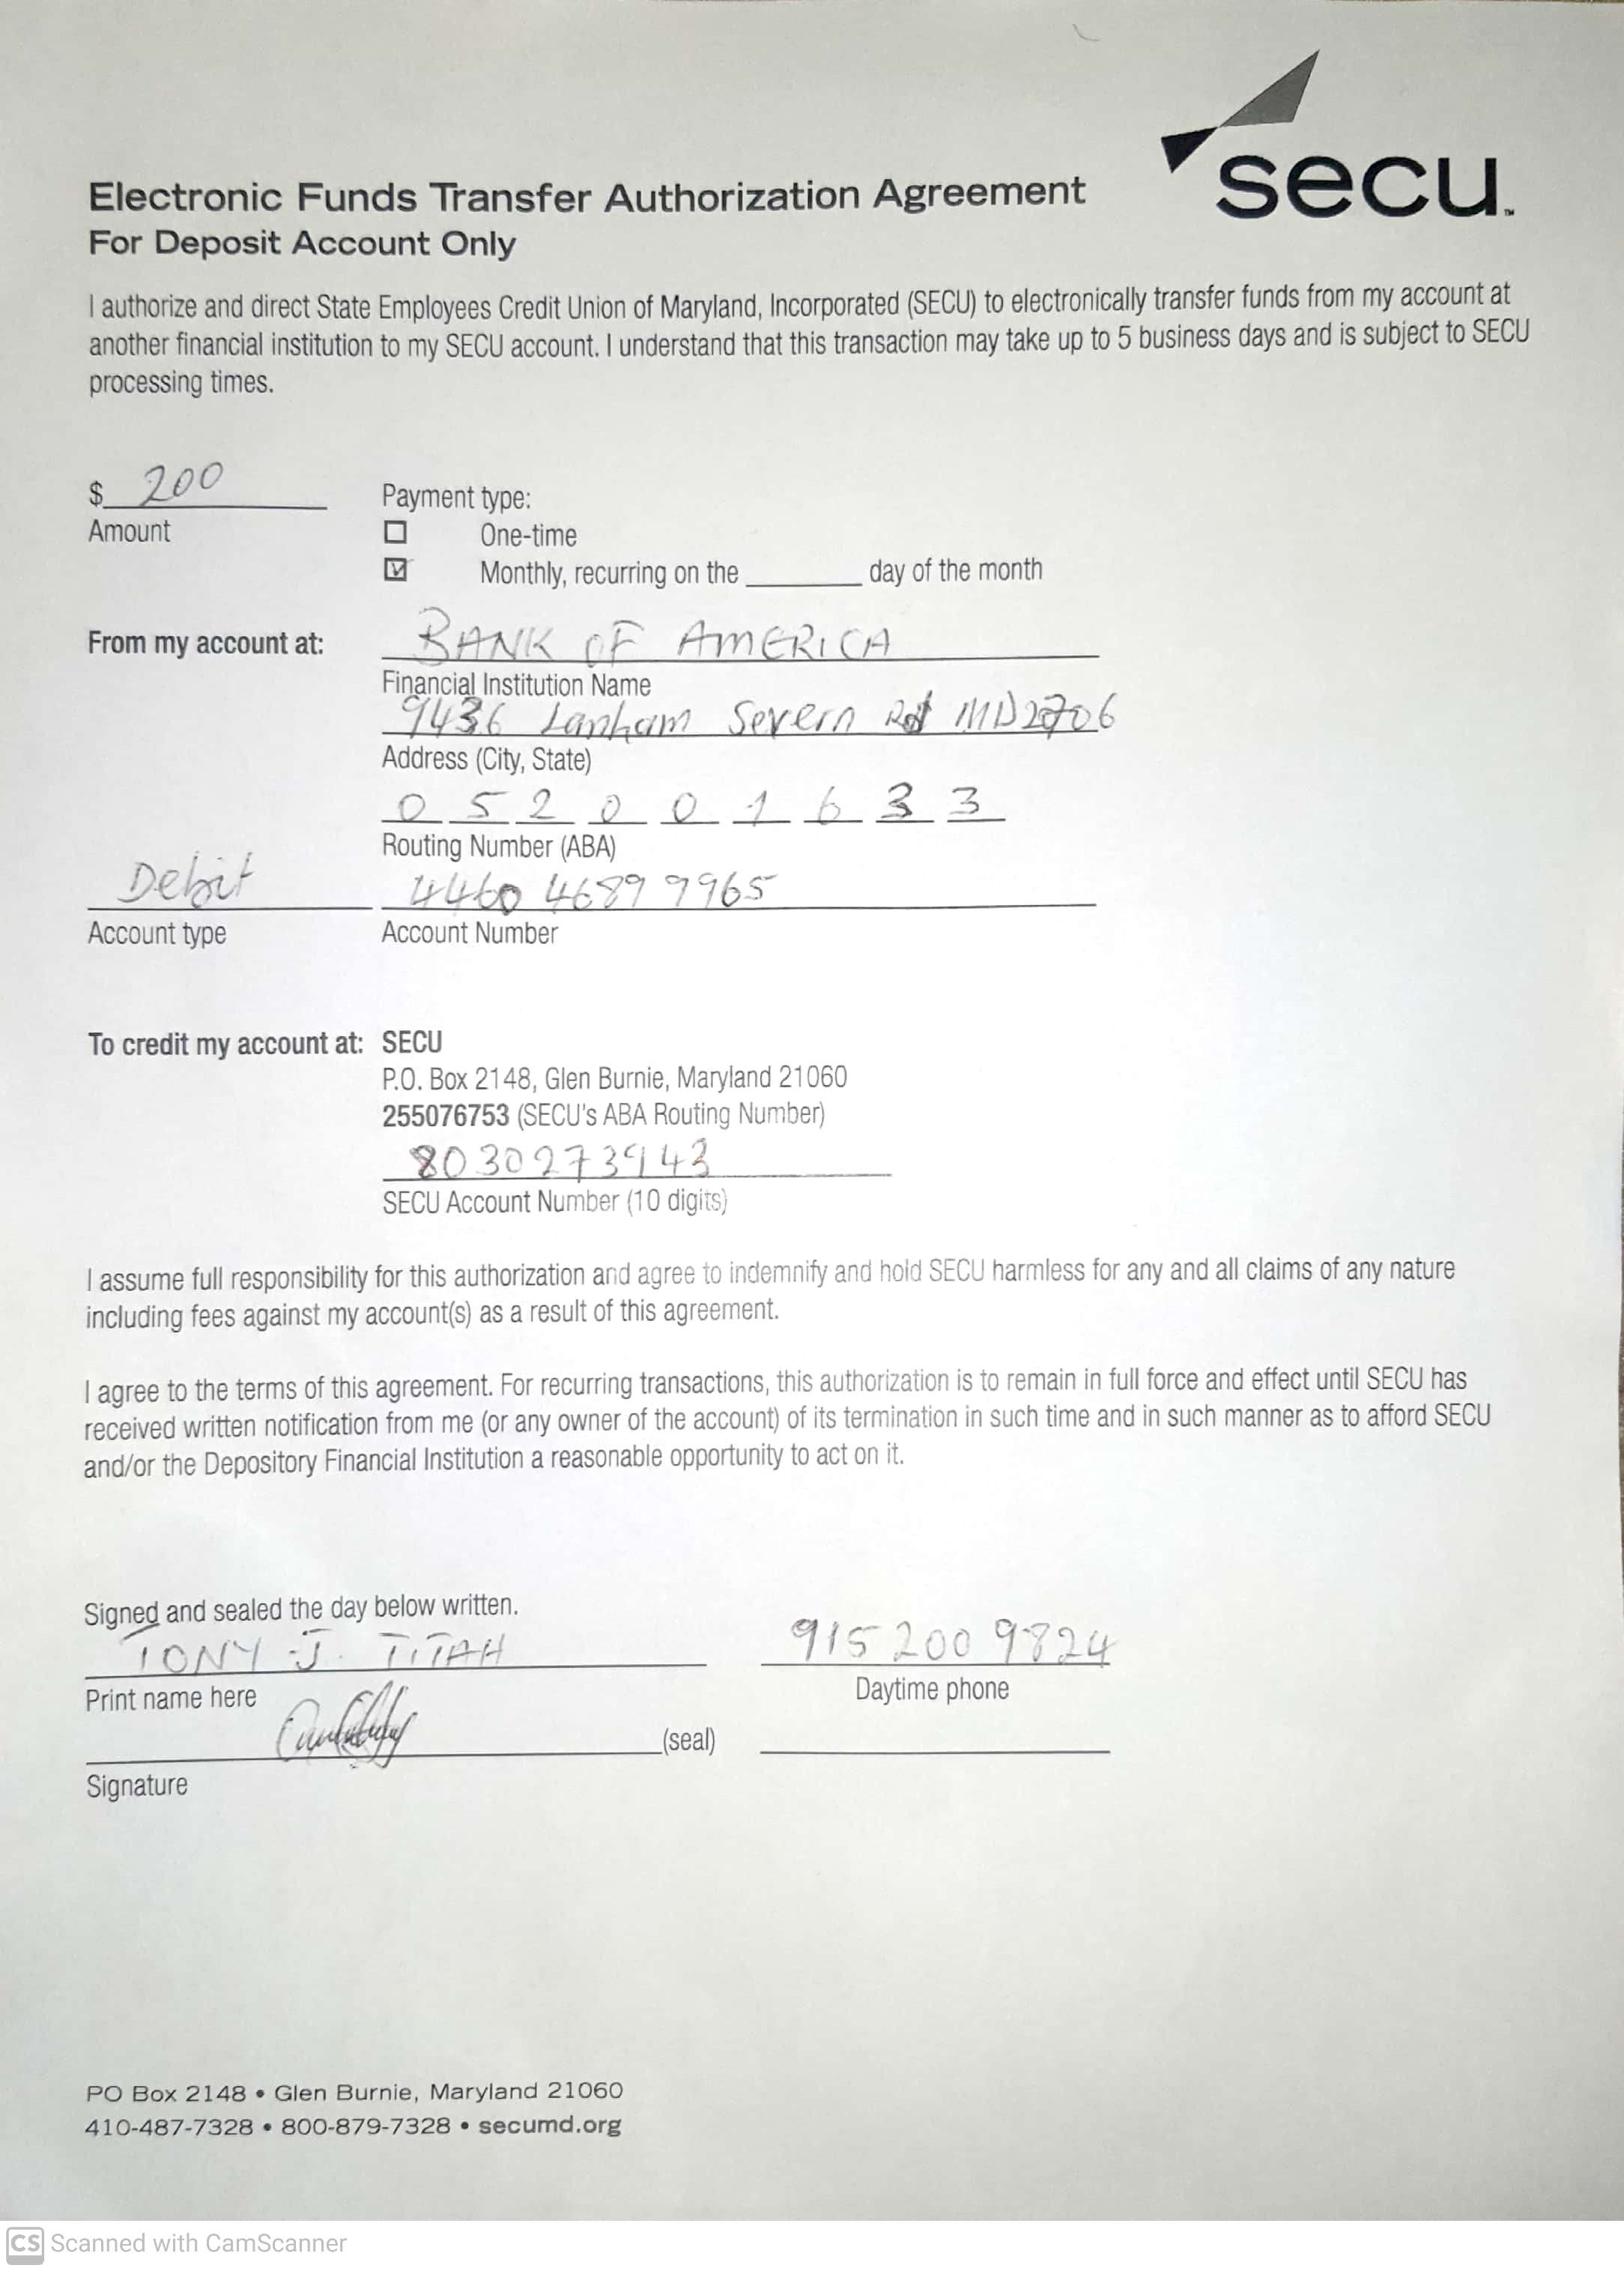 secu
Electronic Funds Transfer Authorization Agreement
For Deposit Account Only
I authorize and direct State Employees Credit Union of Maryland, Incorporated (SECU) to electronically transfer funds from my account at
another financial institution to my SECU account. I understand that this transaction may take up to 5 business days and is subject to SECU
processing times.
$ 200
Payment type:
Amount
One-time
Monthly, recurring on the day of the month
From my account at: BANK OF AMERICA
Financial Institution Name
9436 Lanham Severn Rd MD
Address (City, State)
0 5 2 0 0 1 6 3 3
Routing Number (ABA)
Debit 4460 4689 9965
Account type Account Number
To credit my account at: SECU
P.O. Box 2148, Glen Burnie, Maryland 21060
255076753 (SECU's ABA Routing Number)
8030273943
SECU Account Number (10 digits)
I assume full responsibility for this authorization and agree to indemnify and hold SECU harmless for any and all claims of any nature
including fees against my account(s) as a result of this agreement.
I agree to the terms of this agreement. For recurring transactions, this authorization is to remain in full force and effect until SECU has
received written notification from me (or any owner of the account) of its termination in such time and in such manner as to afford SECU
and/or the Depository Financial Institution a reasonable opportunity to act on it.
Signed and sealed the day below written.
TONY J. TITAH 915 200 9824
Print name here Daytime phone
(seal)
Signature
PO Box 2148 • Glen Burnie, Maryland 21060
410-487-7328 • 800-879-7328 • secumd.org
CS Scanned with CamScanner